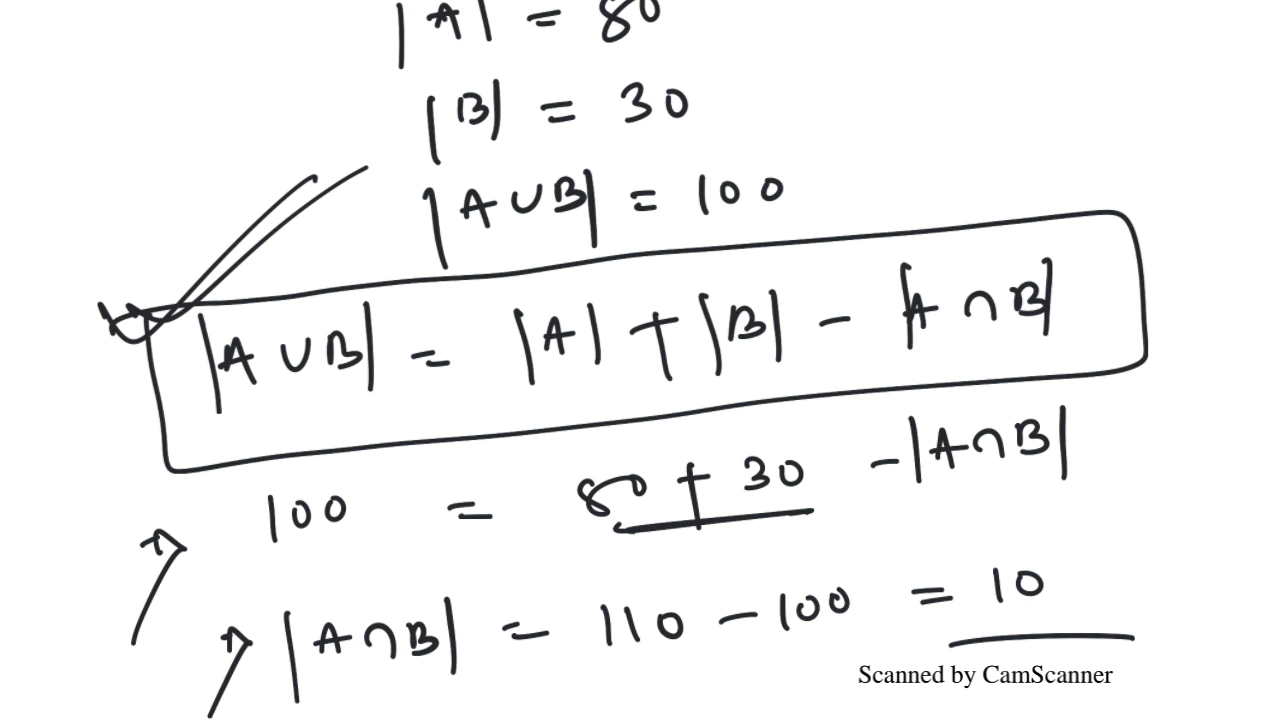 |A| = 80
|B| = 30
|A ∪ B| = 100
|A ∪ B| = |A| + |B| - |A ∩ B|
100 = 80 + 30 - |A ∩ B|
|A ∩ B| = 110 - 100 = 10
Scanned by CamScanner